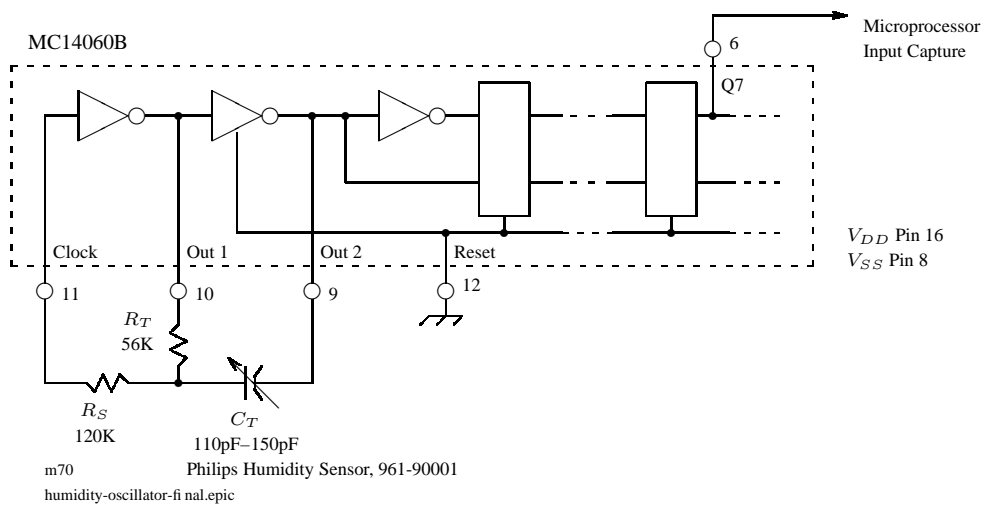 MC14060B
6
Microprocessor
Input Capture
Q7
Clock
Out 1
Out 2
Reset
V_DD Pin 16
V_SS Pin 8
11
10
9
12
R_T
56K
R_S
120K
C_T
110pF–150pF
m70
Philips Humidity Sensor, 961-90001
humidity-oscillator-fi nal.epic